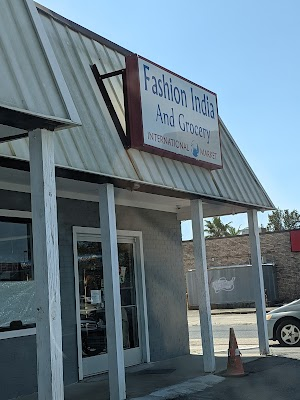 Fashion India
And Grocery
INTERNATIONAL MARKET